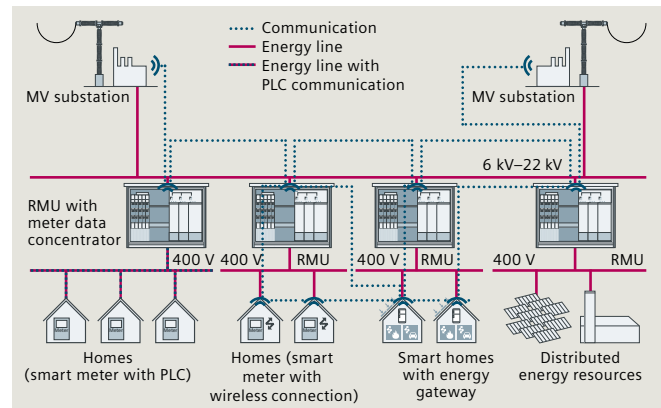 Communication
Energy line
Energy line with
PLC communication
MV substation
MV substation
6 kV–22 kV
RMU with
meter data
concentrator
400 V
400 V
RMU
400 V
RMU
400 V
RMU
Homes
(smart meter with PLC)
Homes (smart
meter with
wireless connection)
Smart homes
with energy
gateway
Distributed
energy resources